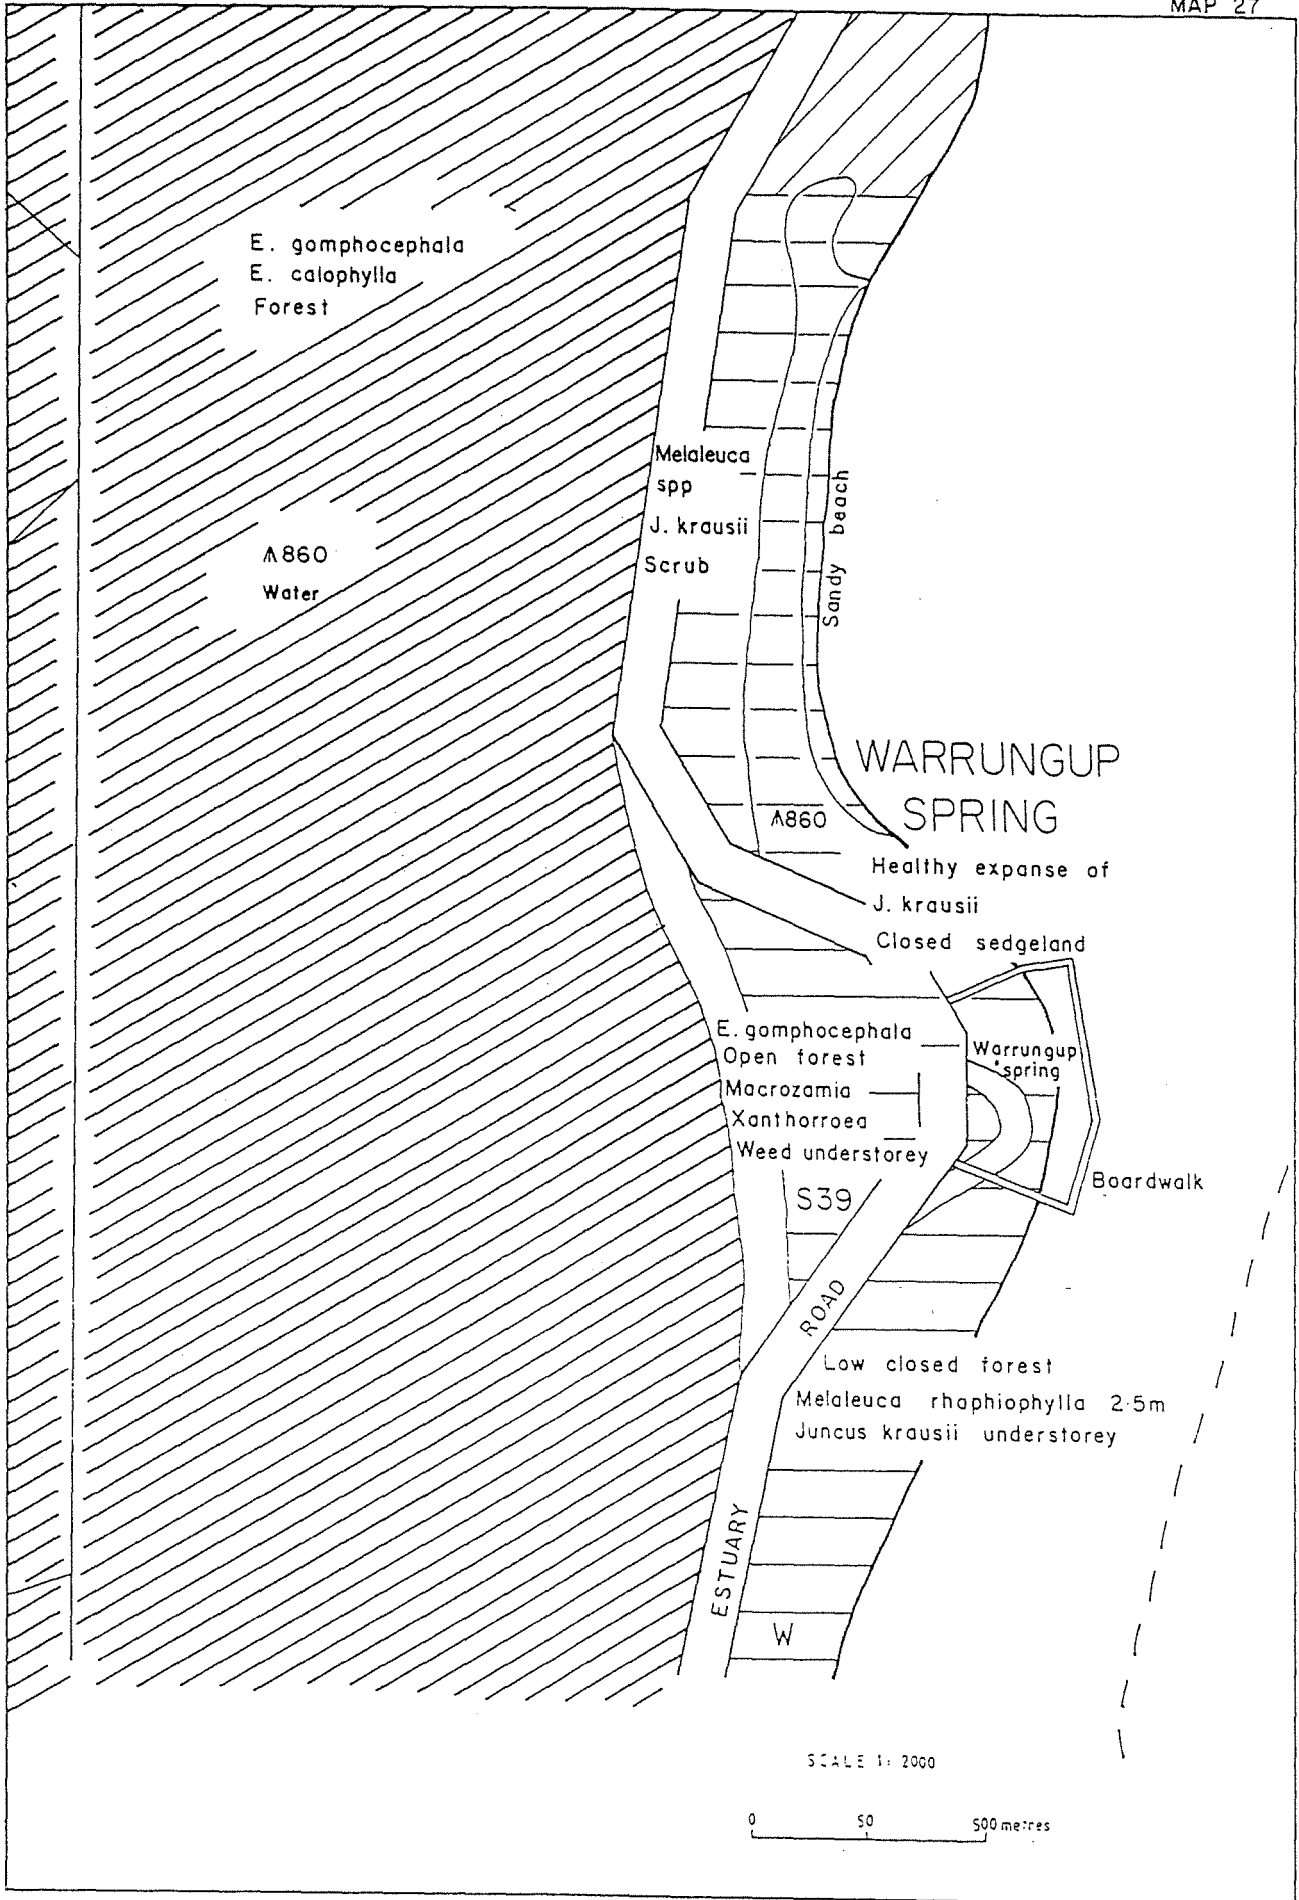 MAP 27
E. gomphocephala
E. calophylla
Forest
Melaleuca
spp
J. krausii
Scrub
Sandy beach
⩚860
Water
WARRUNGUP
SPRING
⩚860
Healthy expanse of
J. krausii
Closed sedgeland
E. gomphocephala
Open forest
Macrozamia
Xanthorroea
Weed understorey
Warrungup
spring
Boardwalk
S39
ROAD
Low closed forest
Melaleuca rhaphiophylla 2·5m
Juncus krausii understorey
ESTUARY
W
SCALE 1: 2000
0 50 500 metres